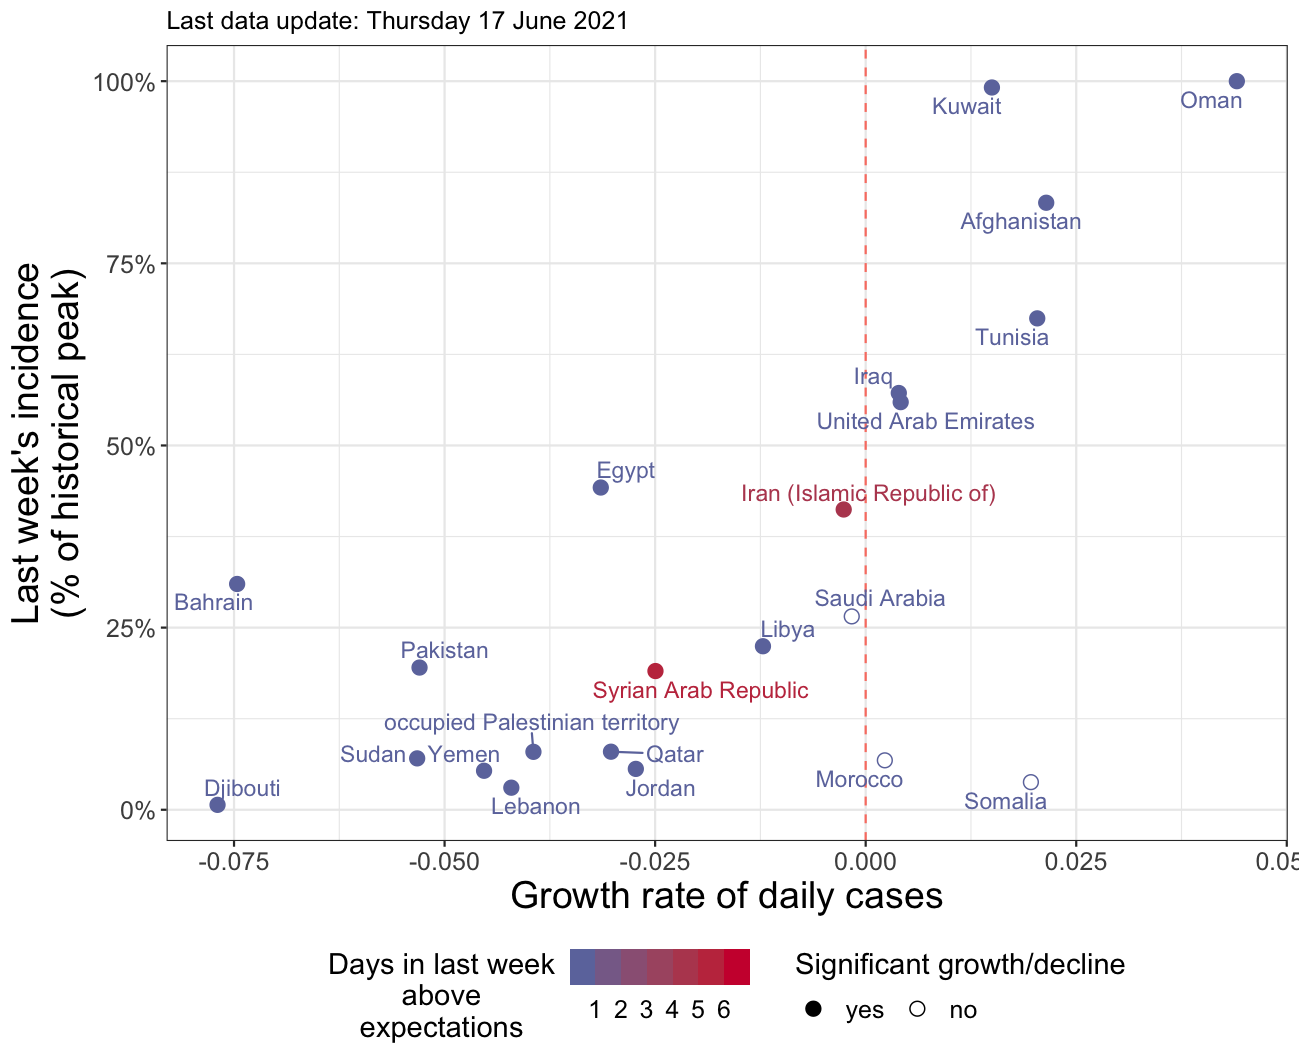 Last data update: Thursday 17 June 2021
100%
75%
50%
25%
0%
Last week's incidence
(% of historical peak)
Kuwait
Oman
Afghanistan
Tunisia
Iraq
United Arab Emirates
Egypt
Iran (Islamic Republic of)
Bahrain
Saudi Arabia
Libya
Pakistan
Syrian Arab Republic
occupied Palestinian territory
Sudan
Yemen
Qatar
Jordan
Djibouti
Lebanon
Morocco
Somalia
-0.075 -0.050 -0.025 0.000 0.025 0.05
Growth rate of daily cases
Days in last week
above
expectations
1 2 3 4 5 6
Significant growth/decline
yes no